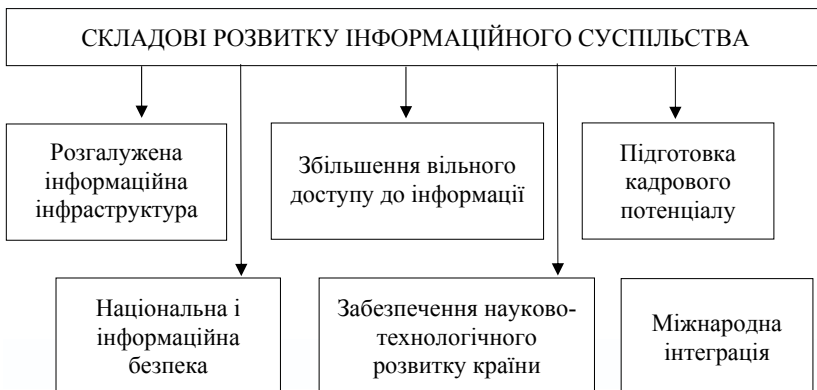 СКЛАДОВІ РОЗВИТКУ ІНФОРМАЦІЙНОГО СУСПІЛЬСТВА
Розгалужена
інформаційна
інфраструктура
Збільшення вільного
доступу до інформації
Підготовка
кадрового
потенціалу
Національна і
інформаційна
безпека
Забезпечення науково-
технологічного
розвитку країни
Міжнародна
інтеграція